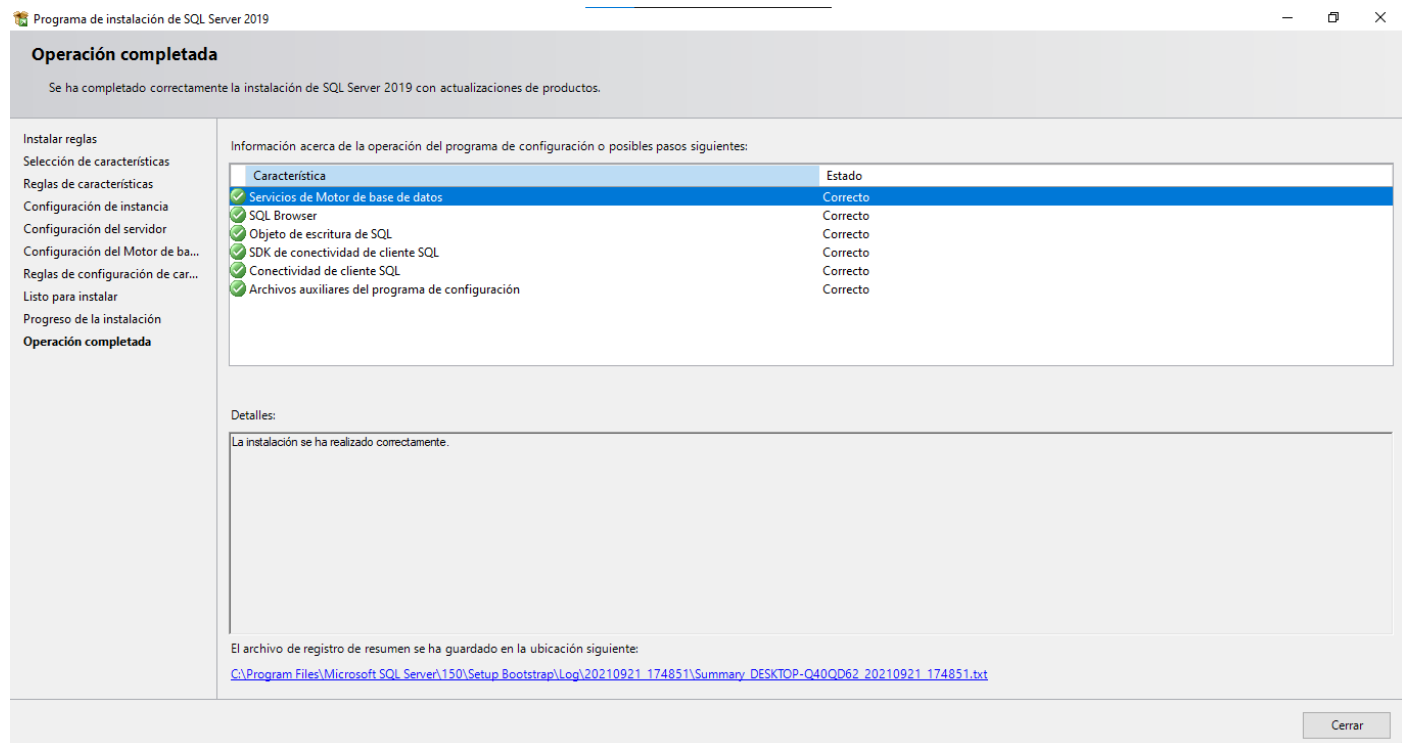 Programa de instalación de SQL Server 2019
Operación completada
Se ha completado correctamente la instalación de SQL Server 2019 con actualizaciones de productos.
Instalar reglas
Selección de características
Reglas de características
Configuración de instancia
Configuración del servidor
Configuración del Motor de ba...
Reglas de configuración de car...
Listo para instalar
Progreso de la instalación
Operación completada
Información acerca de la operación del programa de configuración o posibles pasos siguientes:
Característica Estado
Servicios de Motor de base de datos Correcto
SQL Browser Correcto
Objeto de escritura de SQL Correcto
SDK de conectividad de cliente SQL Correcto
Conectividad de cliente SQL Correcto
Archivos auxiliares del programa de configuración Correcto
Detalles:
La instalación se ha realizado correctamente.
El archivo de registro de resumen se ha guardado en la ubicación siguiente:
C:\Program Files\Microsoft SQL Server\150\Setup Bootstrap\Log\20210921_174851\Summary_DESKTOP-Q40QD62_20210921_174851.txt
Cerrar